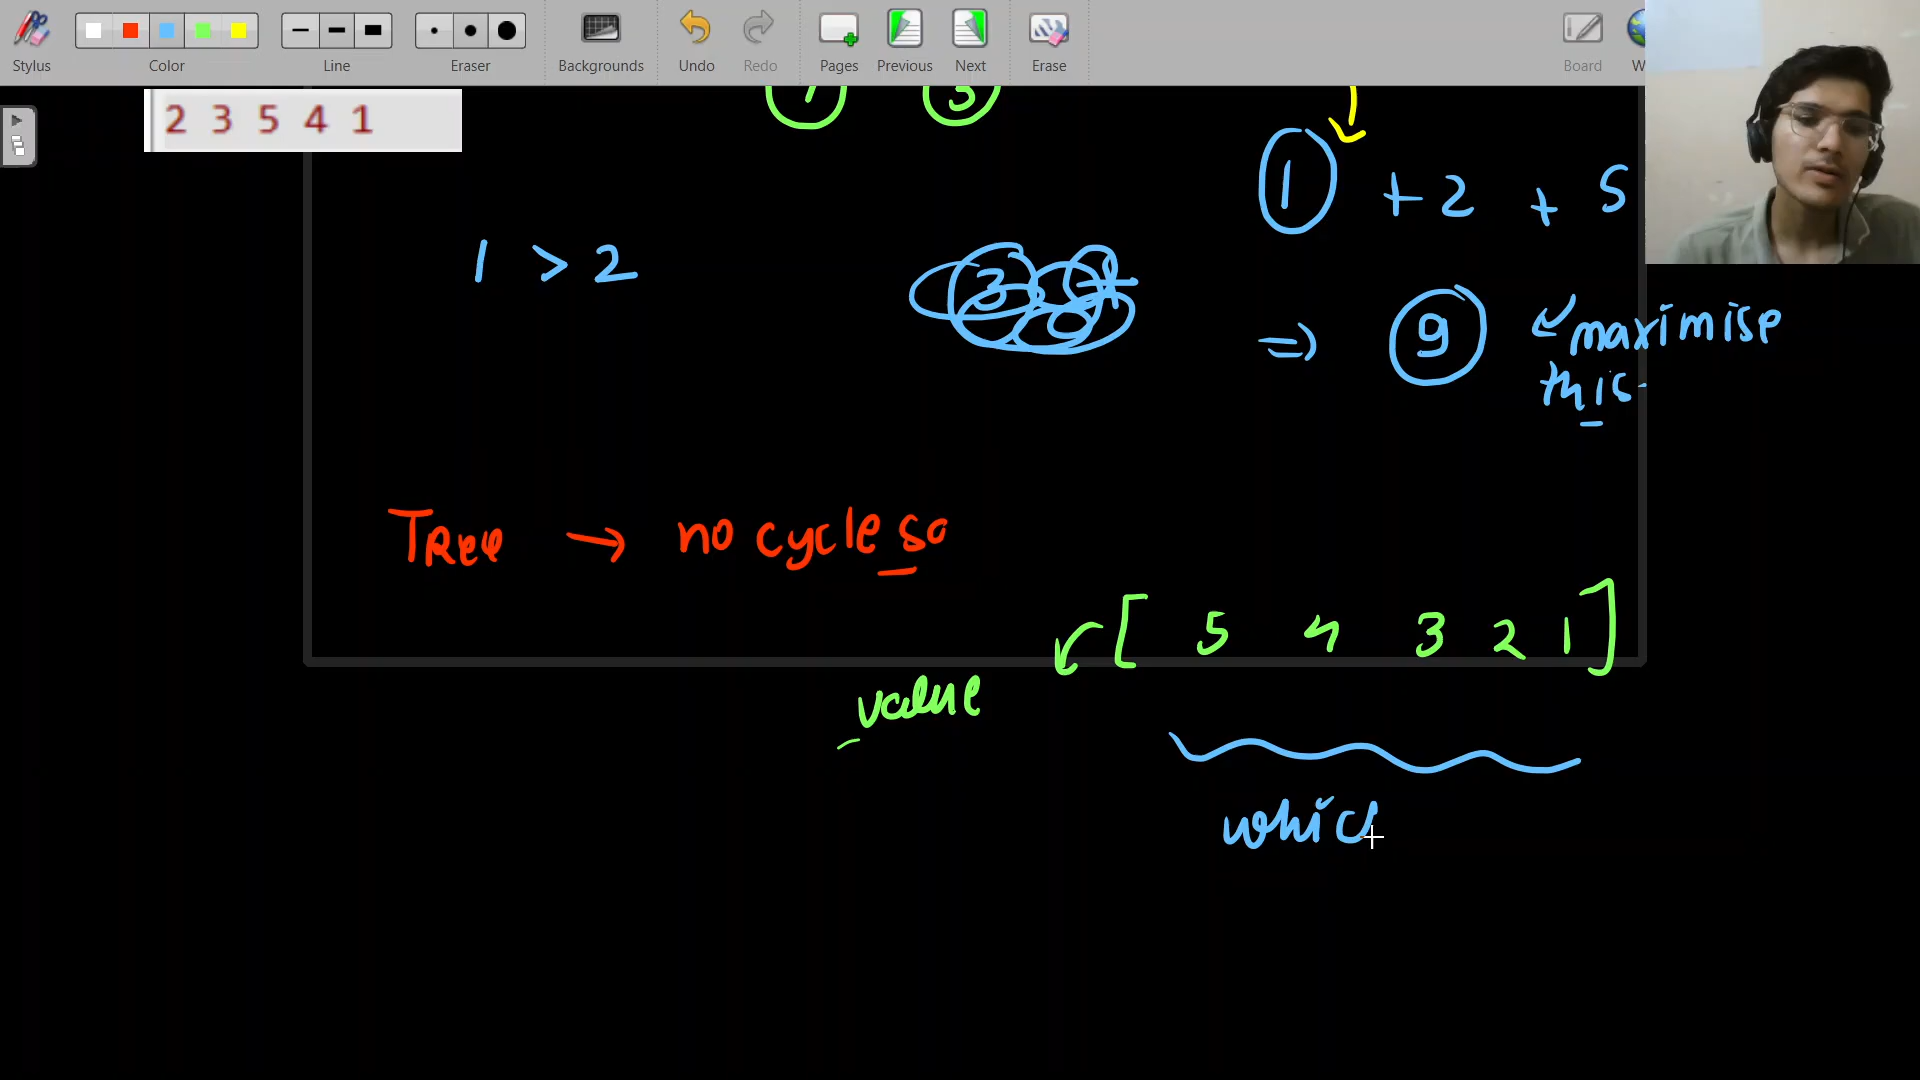 Stylus Color Line Eraser Backgrounds Undo Redo Pages Previous Next Erase Board
2 3 5 4 1
1 + 2 + 5
1 > 2
=> 9 maximise
this
Tree → no cycle so
[ 5 4 3 2 1 ]
value
which